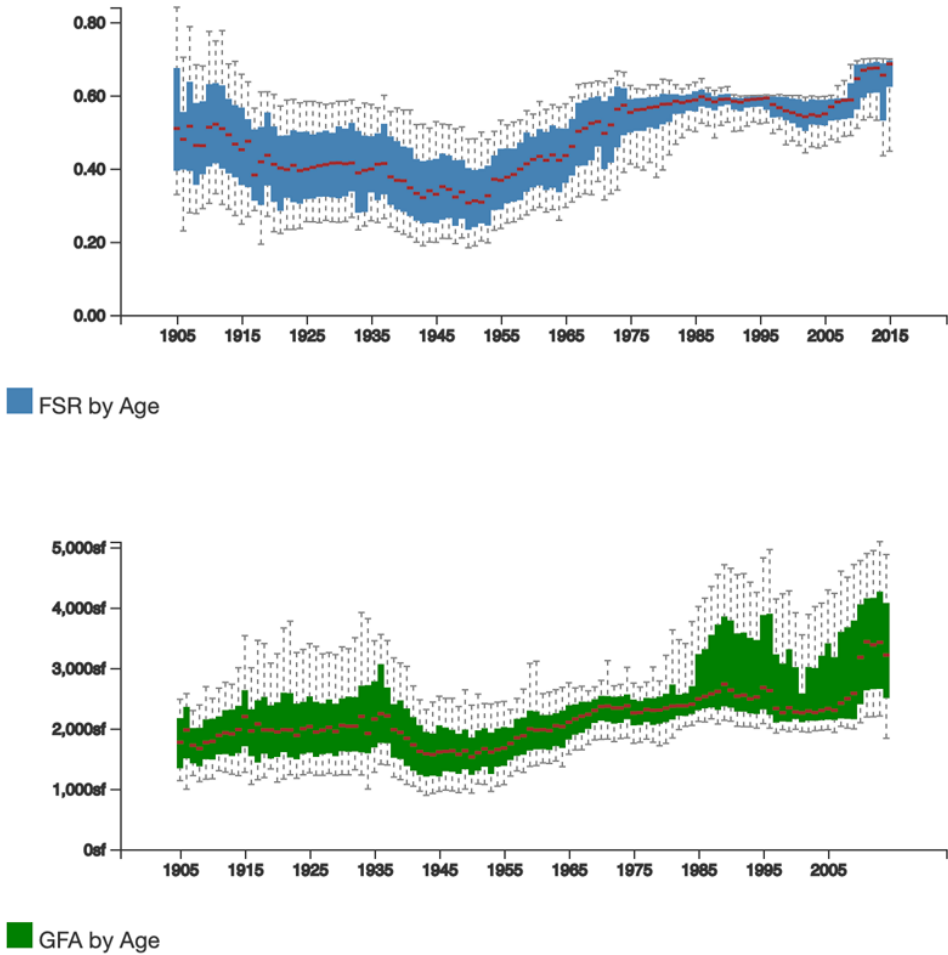 0.80
0.60
0.40
0.20
0.00
1905 1915 1925 1935 1945 1955 1965 1975 1985 1995 2005 2015
FSR by Age
5,000sf
4,000sf
3,000sf
2,000sf
1,000sf
0sf
1905 1915 1925 1935 1945 1955 1965 1975 1985 1995 2005
GFA by Age